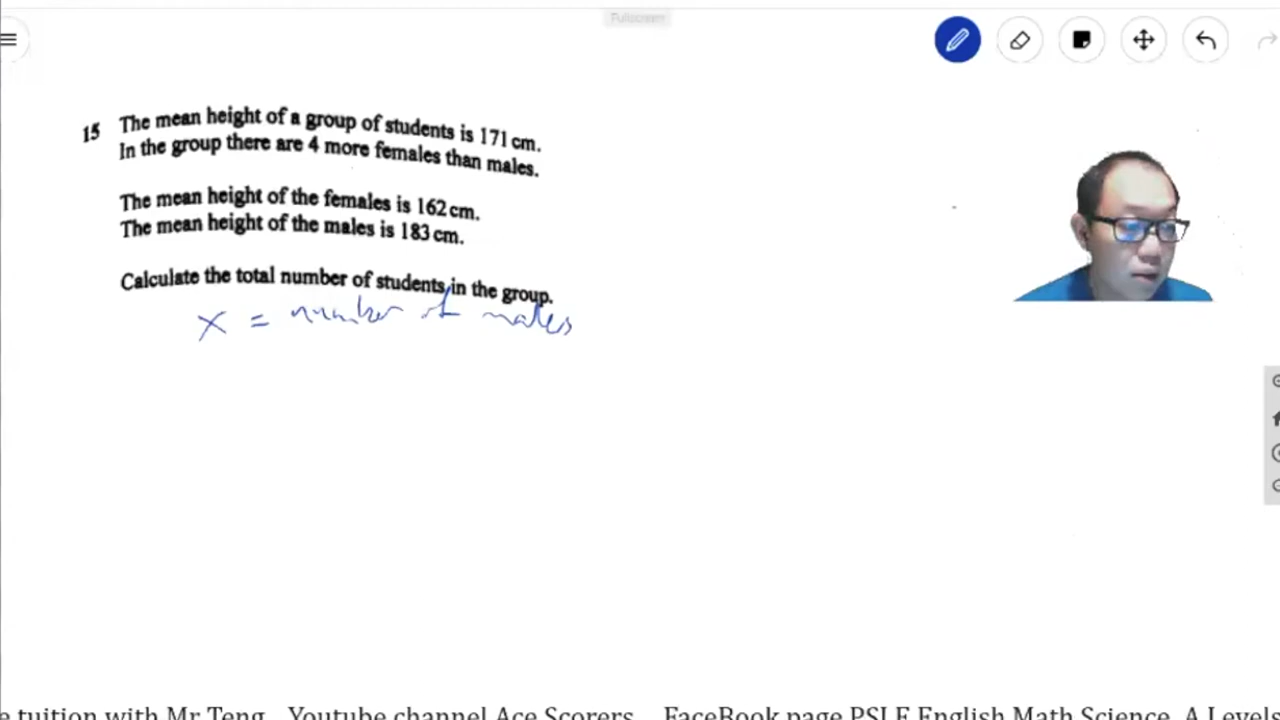 Fullscreen
15 The mean height of a group of students is 171 cm.
In the group there are 4 more females than males.
The mean height of the females is 162 cm.
The mean height of the males is 183 cm.
Calculate the total number of students in the group.
x = number of males
e tuition with Mr Teng Youtube channel Ace Scorers FaceBook page PSLE English Math Science A Levels